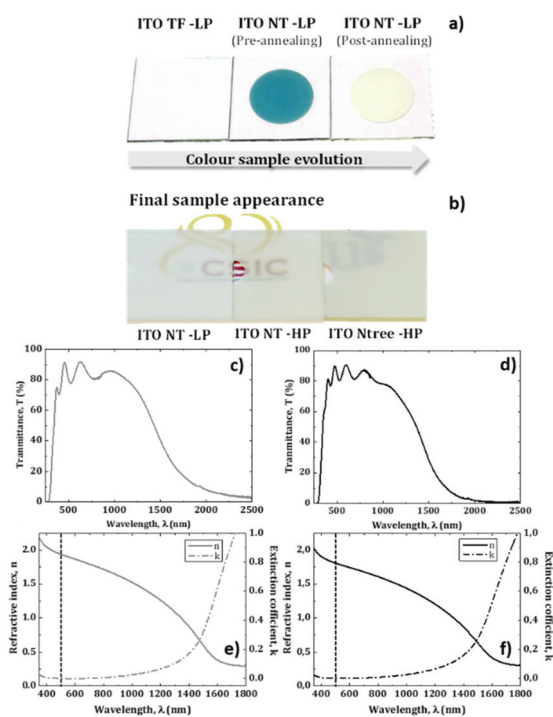 ITO TF -LP ITO NT -LP ITO NT -LP a)
(Pre-annealing) (Post-annealing)
Colour sample evolution
Final sample appearance b)
CSIC
ITO NT -LP ITO NT -HP ITO Ntree -HP
100
80
60
40
20
0
Tranmittance, T (%)
c)
500 1000 1500 2000 2500
Wavelength, λ (nm)
100
80
60
40
20
0
Tranmittance, T (%)
d)
500 1000 1500 2000 2500
Wavelength, λ (nm)
2.0
1.5
1.0
0.5
0.0
Refractive index, n
n
k
e)
1,0
0,8
0,6
0,4
0,2
0,0
Extinction coefficient, k
400 600 800 1000 1200 1400 1600 1800
Wavelength, λ (nm)
2.0
1.5
1.0
0.5
0.0
Refractive index, n
n
k
f)
1,0
0,8
0,6
0,4
0,2
0,0
Extinction coefficient, k
400 600 800 1000 1200 1400 1600 1800
Wavelength, λ (nm)